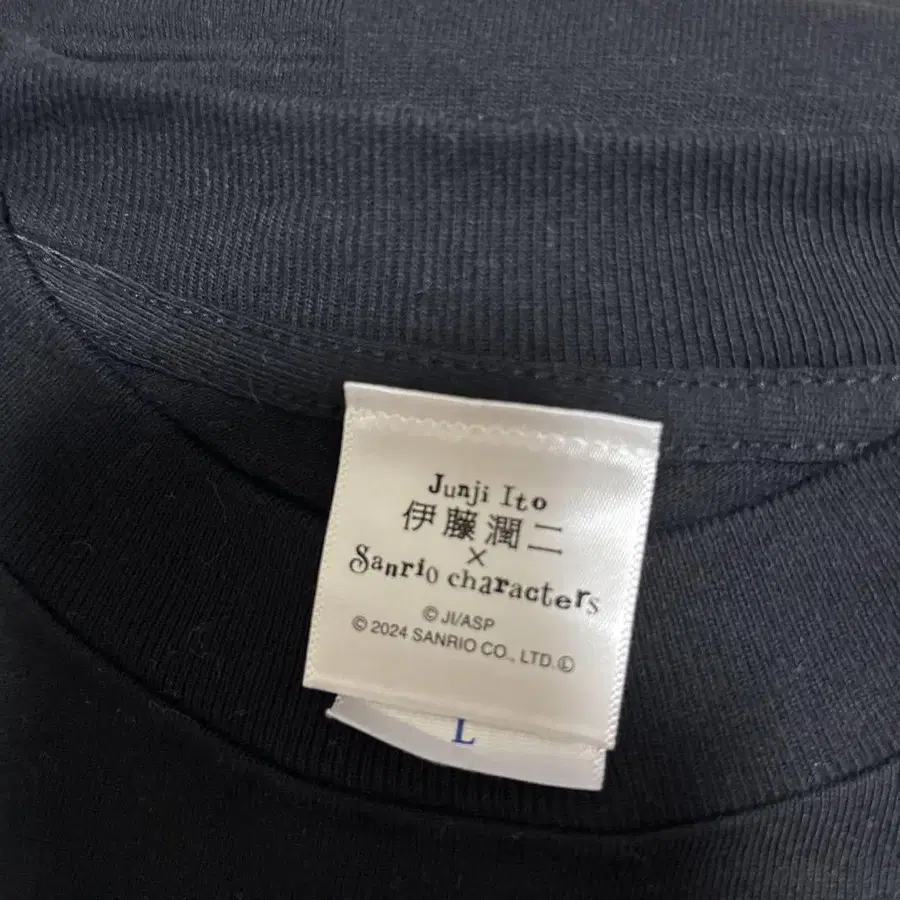 Junji Ito
伊藤潤二
×
Sanrio characters
© JI/ASP
© 2024 SANRIO CO., LTD. Ⓛ
L